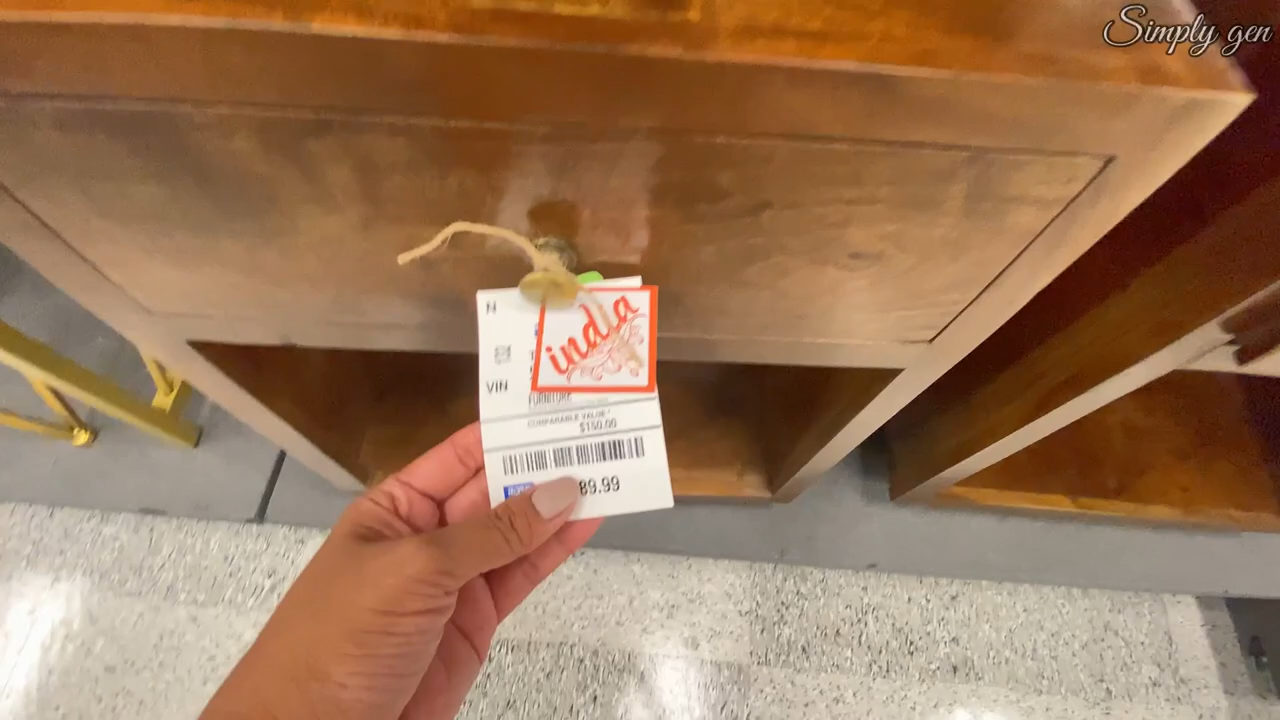 Simply gen
N
india
VIN
FURNITURE
COMPARABLE VALUE*
$150.00
89.99